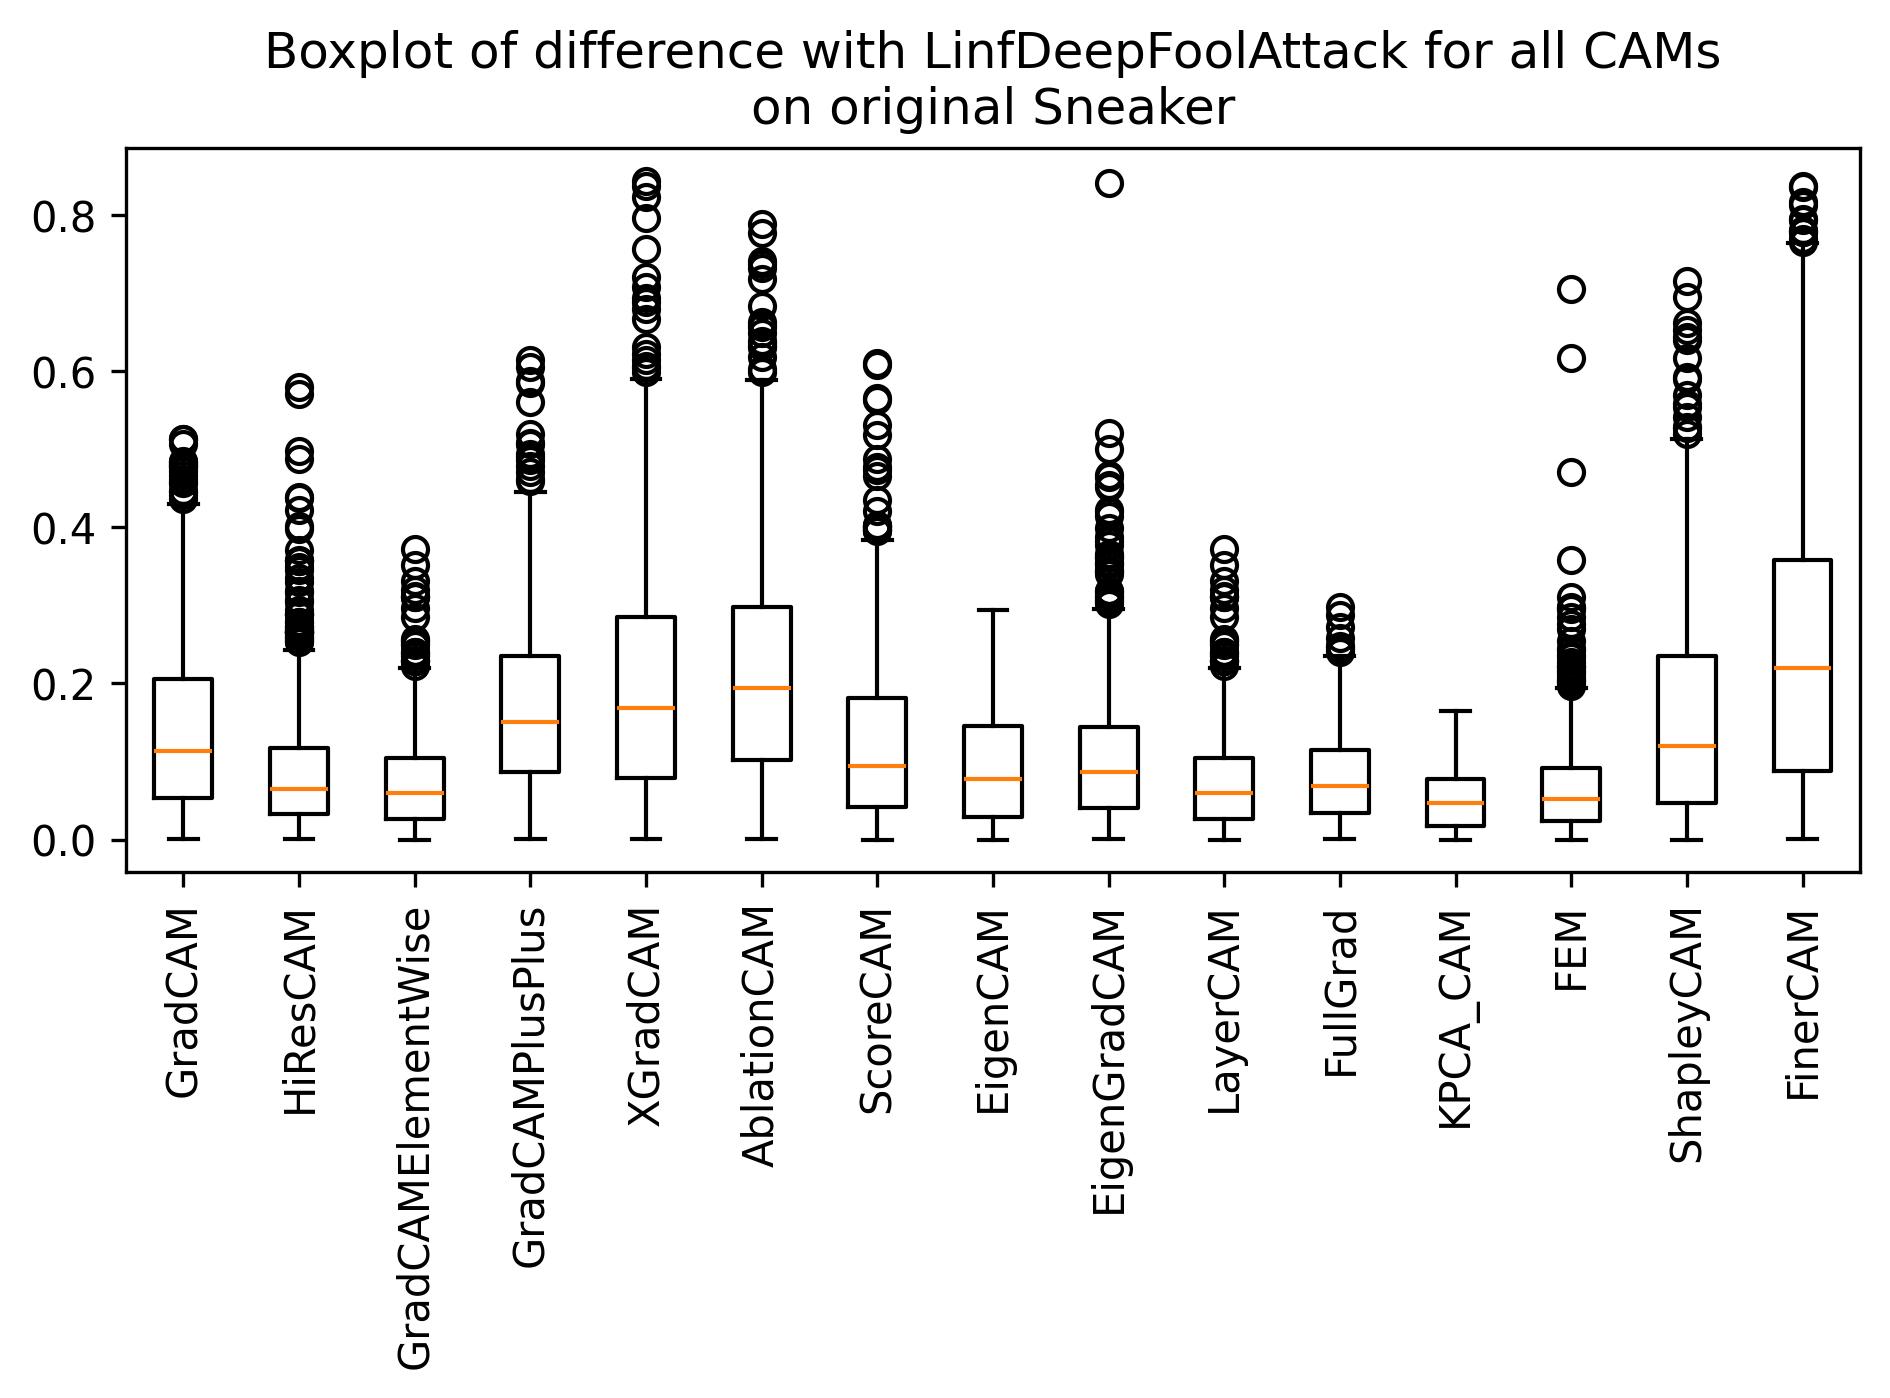 Boxplot of difference with LinfDeepFoolAttack for all CAMs
on original Sneaker
0.8
0.6
0.4
0.2
0.0
GradCAM
HiResCAM
GradCAMElementWise
GradCAMPlusPlus
XGradCAM
AblationCAM
ScoreCAM
EigenCAM
EigenGradCAM
LayerCAM
FullGrad
KPCA_CAM
FEM
ShapleyCAM
FinerCAM